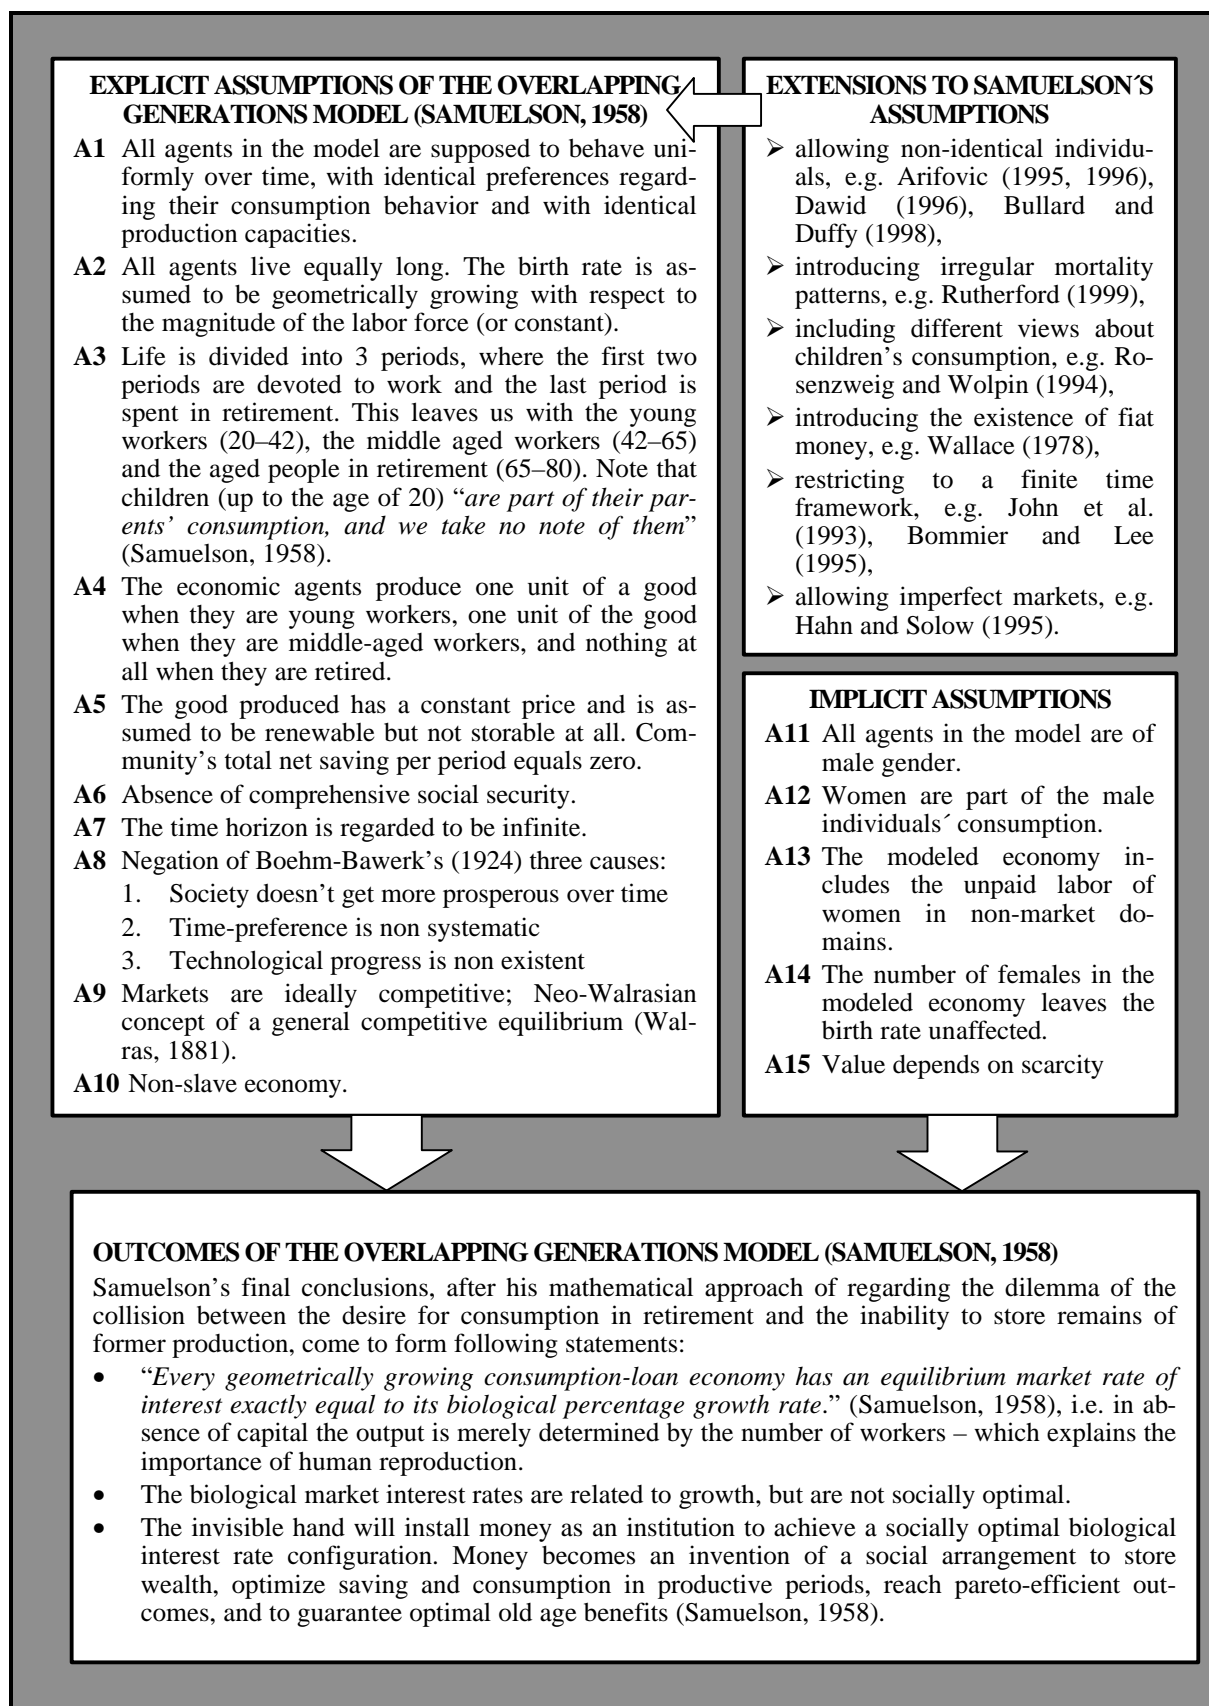 EXPLICIT ASSUMPTIONS OF THE OVERLAPPING
GENERATIONS MODEL (SAMUELSON, 1958)
A1 All agents in the model are supposed to behave uni-
formly over time, with identical preferences regard-
ing their consumption behavior and with identical
production capacities.
A2 All agents live equally long. The birth rate is as-
sumed to be geometrically growing with respect to
the magnitude of the labor force (or constant).
A3 Life is divided into 3 periods, where the first two
periods are devoted to work and the last period is
spent in retirement. This leaves us with the young
workers (20–42), the middle aged workers (42–65)
and the aged people in retirement (65–80). Note that
children (up to the age of 20) “are part of their par-
ents’ consumption, and we take no note of them”
(Samuelson, 1958).
A4 The economic agents produce one unit of a good
when they are young workers, one unit of the good
when they are middle-aged workers, and nothing at
all when they are retired.
A5 The good produced has a constant price and is as-
sumed to be renewable but not storable at all. Com-
munity’s total net saving per period equals zero.
A6 Absence of comprehensive social security.
A7 The time horizon is regarded to be infinite.
A8 Negation of Boehm-Bawerk’s (1924) three causes:
1. Society doesn’t get more prosperous over time
2. Time-preference is non systematic
3. Technological progress is non existent
A9 Markets are ideally competitive; Neo-Walrasian
concept of a general competitive equilibrium (Wal-
ras, 1881).
A10 Non-slave economy.
EXTENSIONS TO SAMUELSON´S
ASSUMPTIONS
➢ allowing non-identical individu-
als, e.g. Arifovic (1995, 1996),
Dawid (1996), Bullard and
Duffy (1998),
➢ introducing irregular mortality
patterns, e.g. Rutherford (1999),
➢ including different views about
children’s consumption, e.g. Ro-
senzweig and Wolpin (1994),
➢ introducing the existence of fiat
money, e.g. Wallace (1978),
➢ restricting to a finite time
framework, e.g. John et al.
(1993), Bommier and Lee
(1995),
➢ allowing imperfect markets, e.g.
Hahn and Solow (1995).
IMPLICIT ASSUMPTIONS
A11 All agents in the model are of
male gender.
A12 Women are part of the male
individuals´ consumption.
A13 The modeled economy in-
cludes the unpaid labor of
women in non-market do-
mains.
A14 The number of females in the
modeled economy leaves the
birth rate unaffected.
A15 Value depends on scarcity
OUTCOMES OF THE OVERLAPPING GENERATIONS MODEL (SAMUELSON, 1958)
Samuelson’s final conclusions, after his mathematical approach of regarding the dilemma of the
collision between the desire for consumption in retirement and the inability to store remains of
former production, come to form following statements:
• “Every geometrically growing consumption-loan economy has an equilibrium market rate of
interest exactly equal to its biological percentage growth rate.” (Samuelson, 1958), i.e. in ab-
sence of capital the output is merely determined by the number of workers – which explains the
importance of human reproduction.
• The biological market interest rates are related to growth, but are not socially optimal.
• The invisible hand will install money as an institution to achieve a socially optimal biological
interest rate configuration. Money becomes an invention of a social arrangement to store
wealth, optimize saving and consumption in productive periods, reach pareto-efficient out-
comes, and to guarantee optimal old age benefits (Samuelson, 1958).